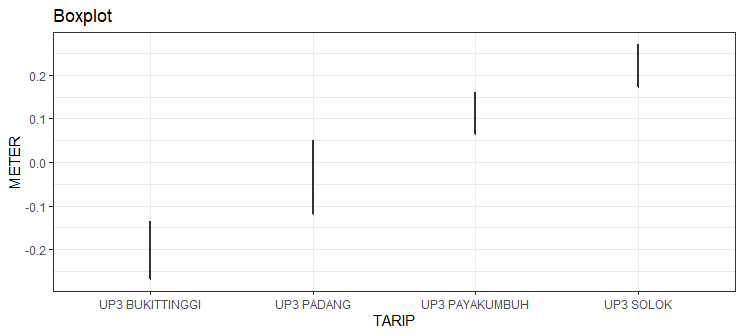 Boxplot
METER
0.2
0.1
0.0
-0.1
-0.2
UP3 BUKITTINGGI
UP3 PADANG
UP3 PAYAKUMBUH
UP3 SOLOK
TARIP